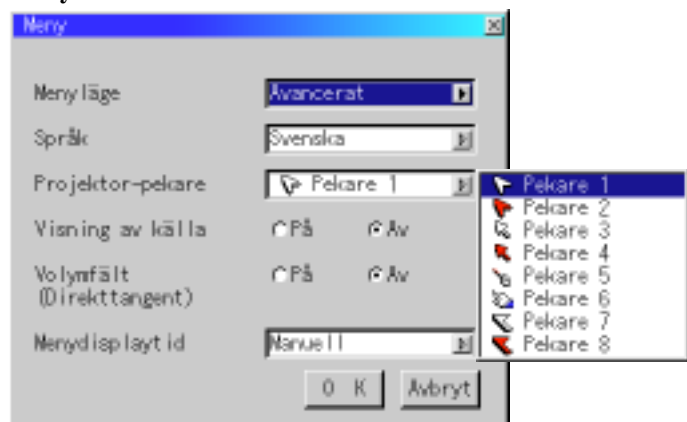 Meny
Menyläge
Avancerat
Språk
Svenska
Projektor-pekare
Pekare 1
Visning av källa
På
Av
Volymfält
(Direkttangent)
På
Av
Menydisplaytid
Manuell
O K
Avbryt
Pekare 1
Pekare 2
Pekare 3
Pekare 4
Pekare 5
Pekare 6
Pekare 7
Pekare 8